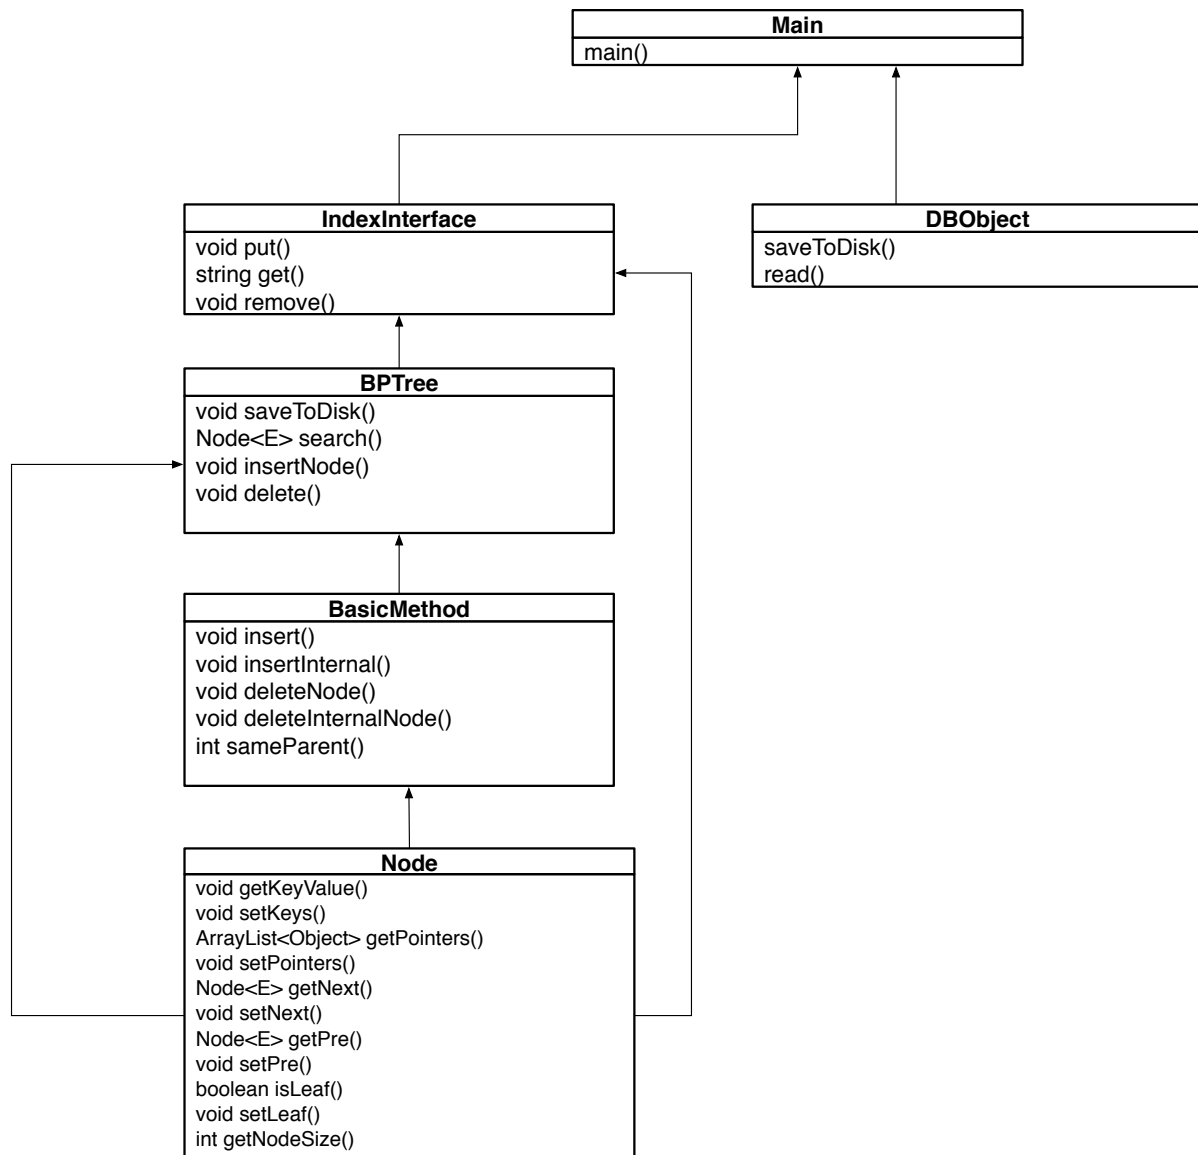 Main
main()
IndexInterface
void put()
string get()
void remove()
DBObject
saveToDisk()
read()
BPTree
void saveToDisk()
Node<E> search()
void insertNode()
void delete()
BasicMethod
void insert()
void insertInternal()
void deleteNode()
void deleteInternalNode()
int sameParent()
Node
void getKeyValue()
void setKeys()
ArrayList<Object> getPointers()
void setPointers()
Node<E> getNext()
void setNext()
Node<E> getPre()
void setPre()
boolean isLeaf()
void setLeaf()
int getNodeSize()